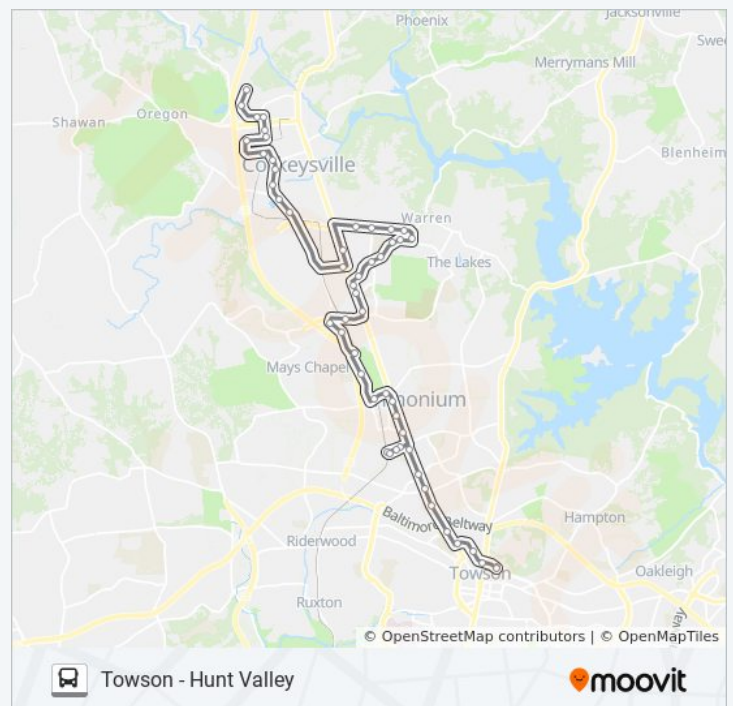 Phoenix
Jacksonville
Swee
Merrymans Mill
Oregon
Shawan
Blenheim
Cockeysville
Warren
The Lakes
Mays Chapel
Timonium
Baltimore Beltway
Hampton
Riderwood
Towson
Oakleigh
Ruxton
way
© OpenStreetMap contributors | © OpenMapTiles
Towson - Hunt Valley
moovit